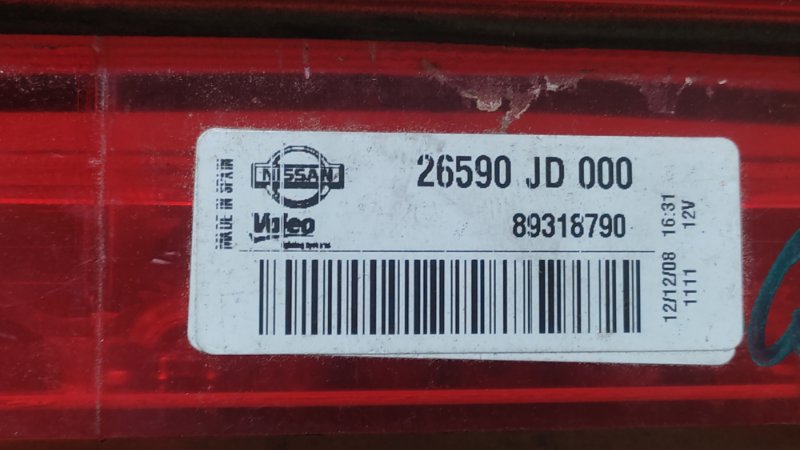 MADE IN SPAIN
NISSAN
26590 JD 000
Valeo
89318790
12/12/08 16:31
1111 12V